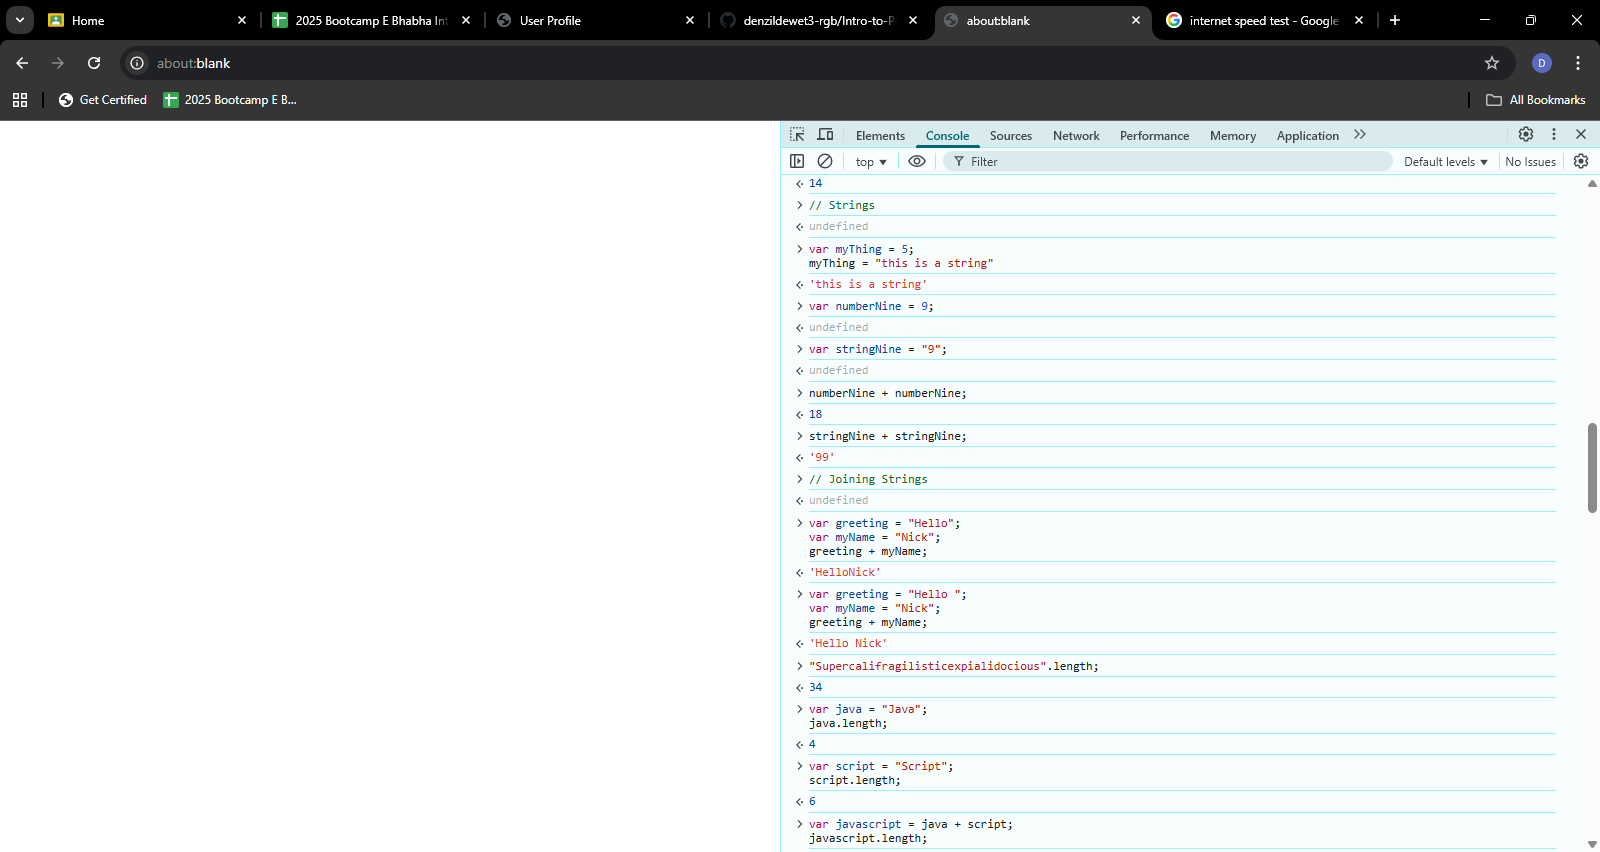 Home
2025 Bootcamp E Bhabha Int
User Profile
denzildewet3-rgb/Intro-to-P
about:blank
internet speed test - Google
about:blank
D
Get Certified
2025 Bootcamp E B...
All Bookmarks
Elements
Console
Sources
Network
Performance
Memory
Application
top
Filter
Default levels
No Issues
14
// Strings
undefined
var myThing = 5;
myThing = "this is a string"
'this is a string'
var numberNine = 9;
undefined
var stringNine = "9";
undefined
numberNine + numberNine;
18
stringNine + stringNine;
'99'
// Joining Strings
undefined
var greeting = "Hello";
var myName = "Nick";
greeting + myName;
'HelloNick'
var greeting = "Hello ";
var myName = "Nick";
greeting + myName;
'Hello Nick'
"Supercalifragilisticexpialidocious".length;
34
var java = "Java";
java.length;
4
var script = "Script";
script.length;
6
var javascript = java + script;
javascript.length;